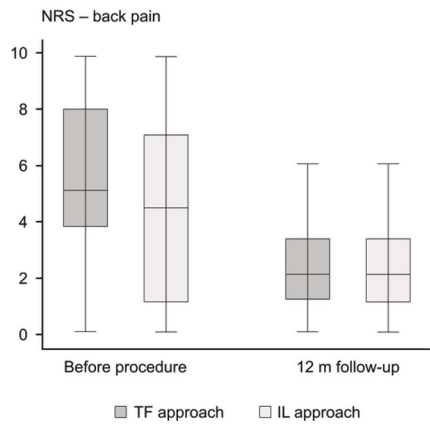 NRS – back pain
10
8
6
4
2
0
Before procedure 12 m follow-up
TF approach IL approach